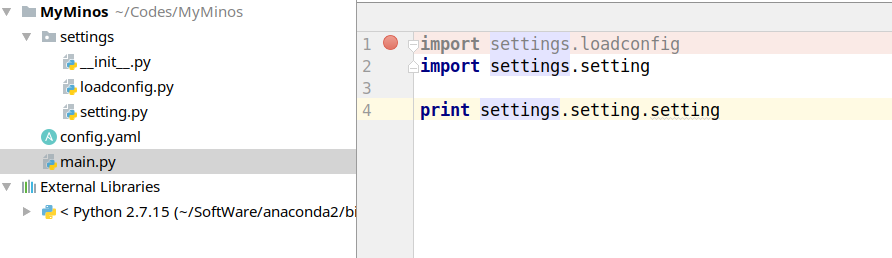 MyMinos ~/Codes/MyMinos
settings
__init__.py
loadconfig.py
setting.py
config.yaml
main.py
External Libraries
< Python 2.7.15 (~/SoftWare/anaconda2/bi
1 import settings.loadconfig
2 import settings.setting
3
4 print settings.setting.setting